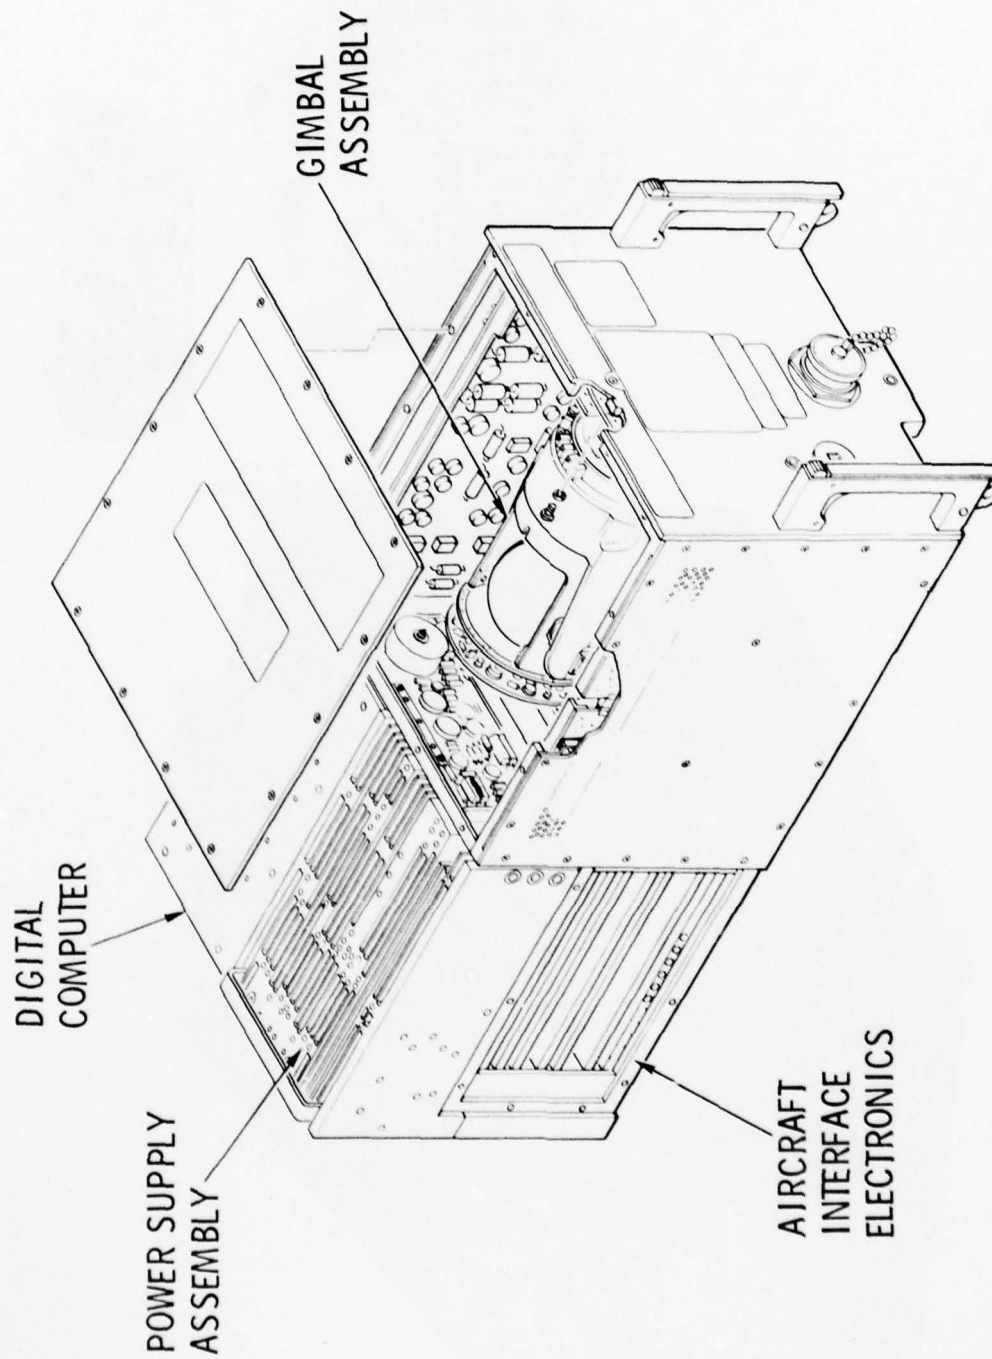 DIGITAL
COMPUTER
POWER SUPPLY
ASSEMBLY
GIMBAL
ASSEMBLY
AIRCRAFT
INTERFACE
ELECTRONICS